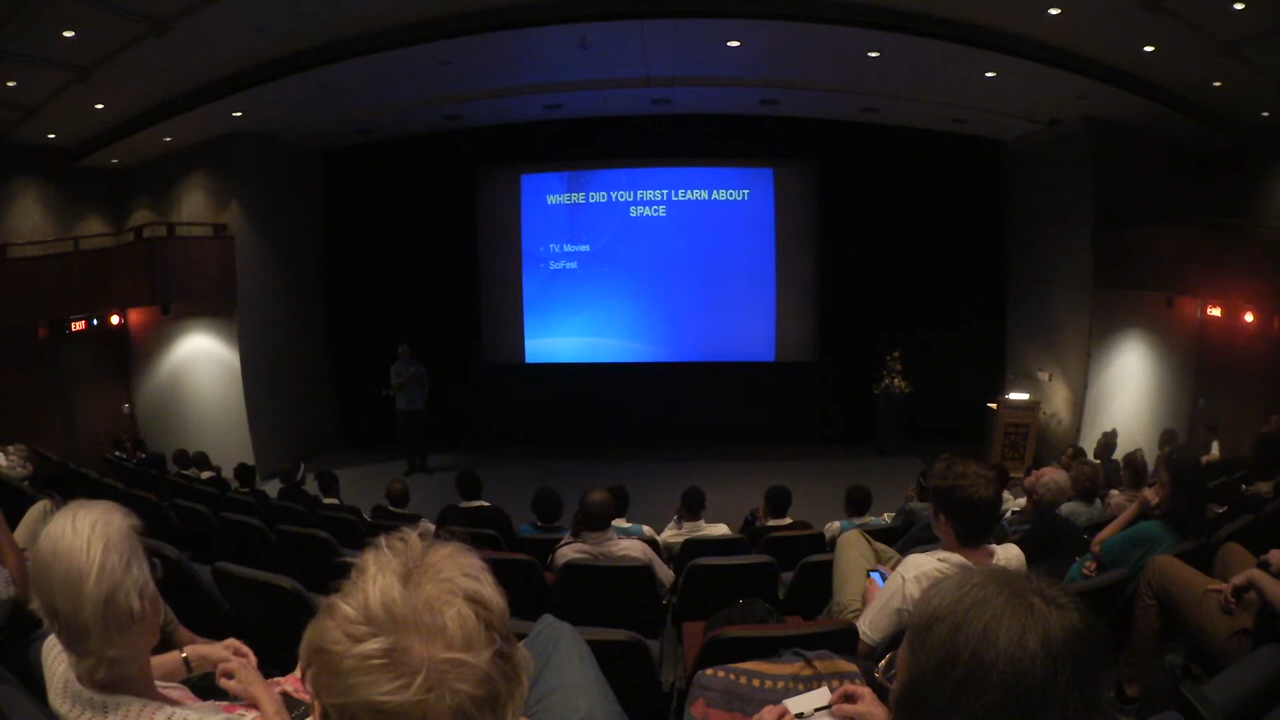 WHERE DID YOU FIRST LEARN ABOUT
SPACE
TV, Movies
SciFest
EXIT
Exit